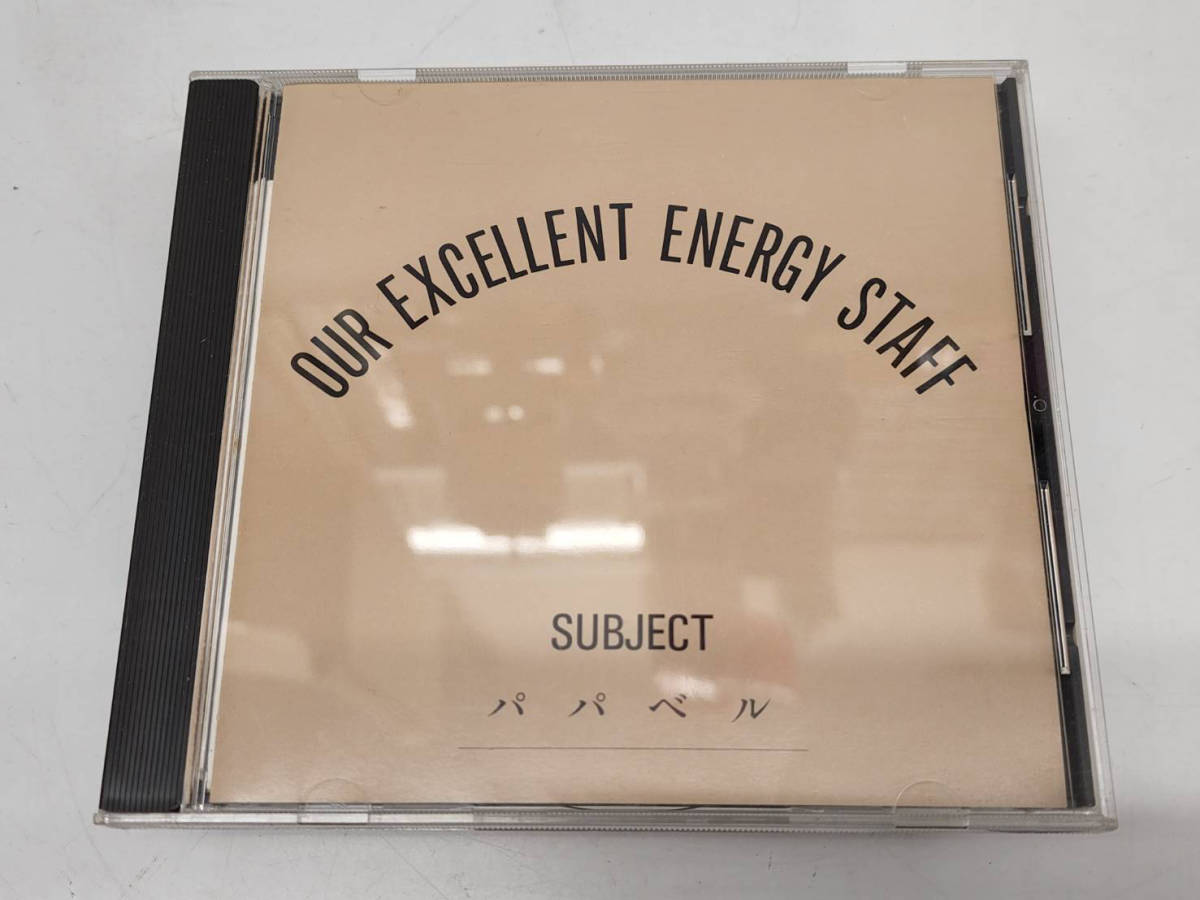 OUR EXCELLENT ENERGY STAFF
SUBJECT
パパベル